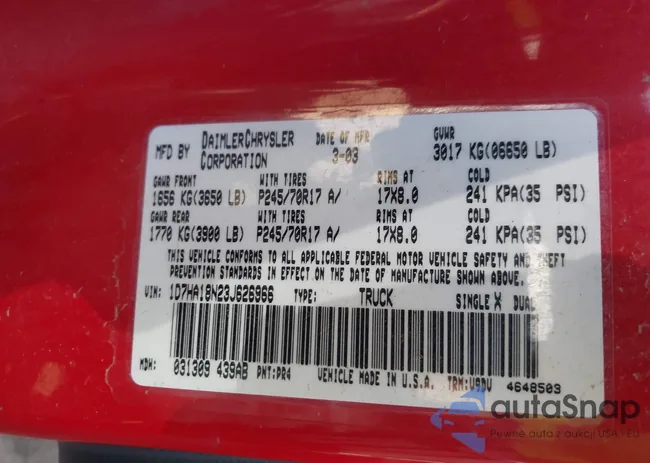 MFD BY DAIMLERCHRYSLER CORPORATION DATE OF MFR 3-03 GVWR 3017 KG(06650 LB)
GAWR FRONT WITH TIRES RIMS AT COLD
1656 KG(3650 LB) P245/70R17 A/ 17X8.0 241 KPA(35 PSI)
GAWR REAR WITH TIRES RIMS AT COLD
1770 KG(3900 LB) P245/70R17 A/ 17X8.0 241 KPA(35 PSI)
THIS VEHICLE CONFORMS TO ALL APPLICABLE FEDERAL MOTOR VEHICLE SAFETY AND THEFT
PREVENTION STANDARDS IN EFFECT ON THE DATE OF MANUFACTURE SHOWN ABOVE.
VIN: 1D7HA18N23J626966 TYPE: TRUCK SINGLE X DUAL
MDH: 031309 439AB PNT:PR4 VEHICLE MADE IN U.S.A. TRM:V9DV 4648503
autoSnap
Pewne auta z aukcji USA - EU